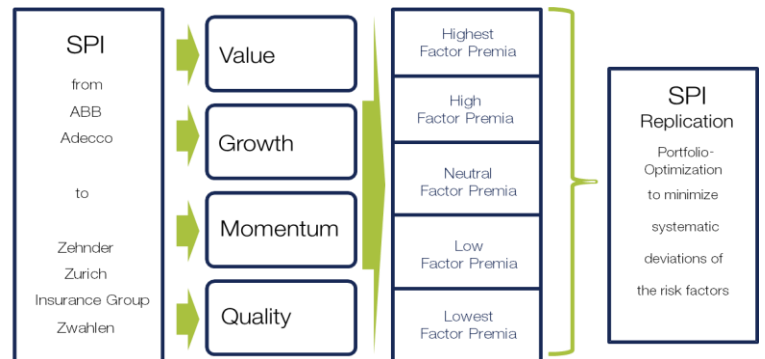 SPI
from
ABB
Adecco
to
Zehnder
Zurich
Insurance Group
Zwahlen
Value
Growth
Momentum
Quality
Highest
Factor Premia
High
Factor Premia
Neutral
Factor Premia
Low
Factor Premia
Lowest
Factor Premia
SPI
Replication
Portfolio-
Optimization
to minimize
systematic
deviations of
the risk factors